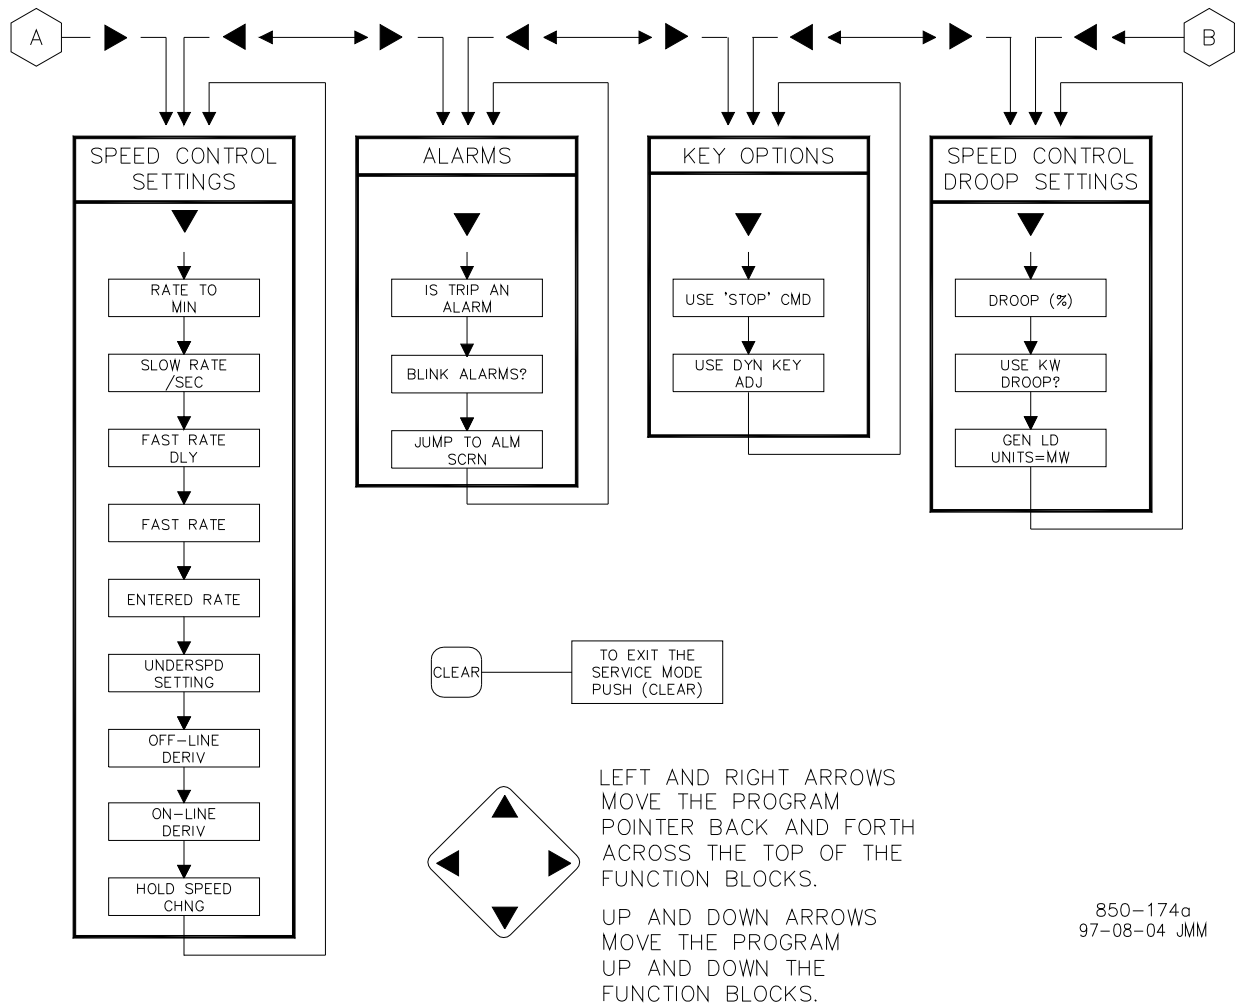 A
B
SPEED CONTROL
SETTINGS
RATE TO
MIN
SLOW RATE
/SEC
FAST RATE
DLY
FAST RATE
ENTERED RATE
UNDERSPD
SETTING
OFF-LINE
DERIV
ON-LINE
DERIV
HOLD SPEED
CHNG
ALARMS
IS TRIP AN
ALARM
BLINK ALARMS?
JUMP TO ALM
SCRN
KEY OPTIONS
USE 'STOP' CMD
USE DYN KEY
ADJ
SPEED CONTROL
DROOP SETTINGS
DROOP (%)
USE KW
DROOP?
GEN LD
UNITS=MW
CLEAR
TO EXIT THE
SERVICE MODE
PUSH (CLEAR)
LEFT AND RIGHT ARROWS
MOVE THE PROGRAM
POINTER BACK AND FORTH
ACROSS THE TOP OF THE
FUNCTION BLOCKS.
UP AND DOWN ARROWS
MOVE THE PROGRAM
UP AND DOWN THE
FUNCTION BLOCKS.
850-174a
97-08-04 JMM